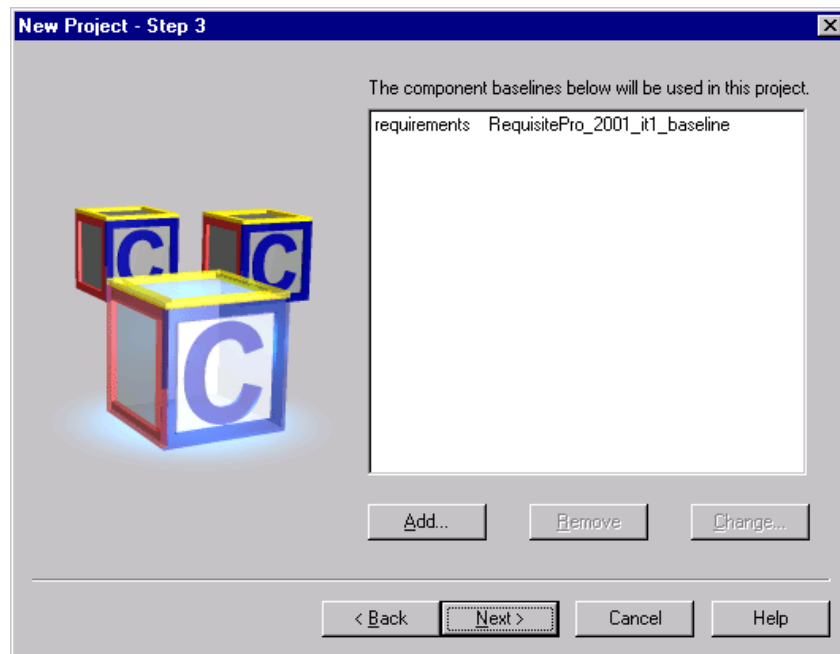 New Project - Step 3
The component baselines below will be used in this project.
requirements RequisitePro_2001_it1_baseline
C C
C
Add... Remove Change...
< Back Next > Cancel Help